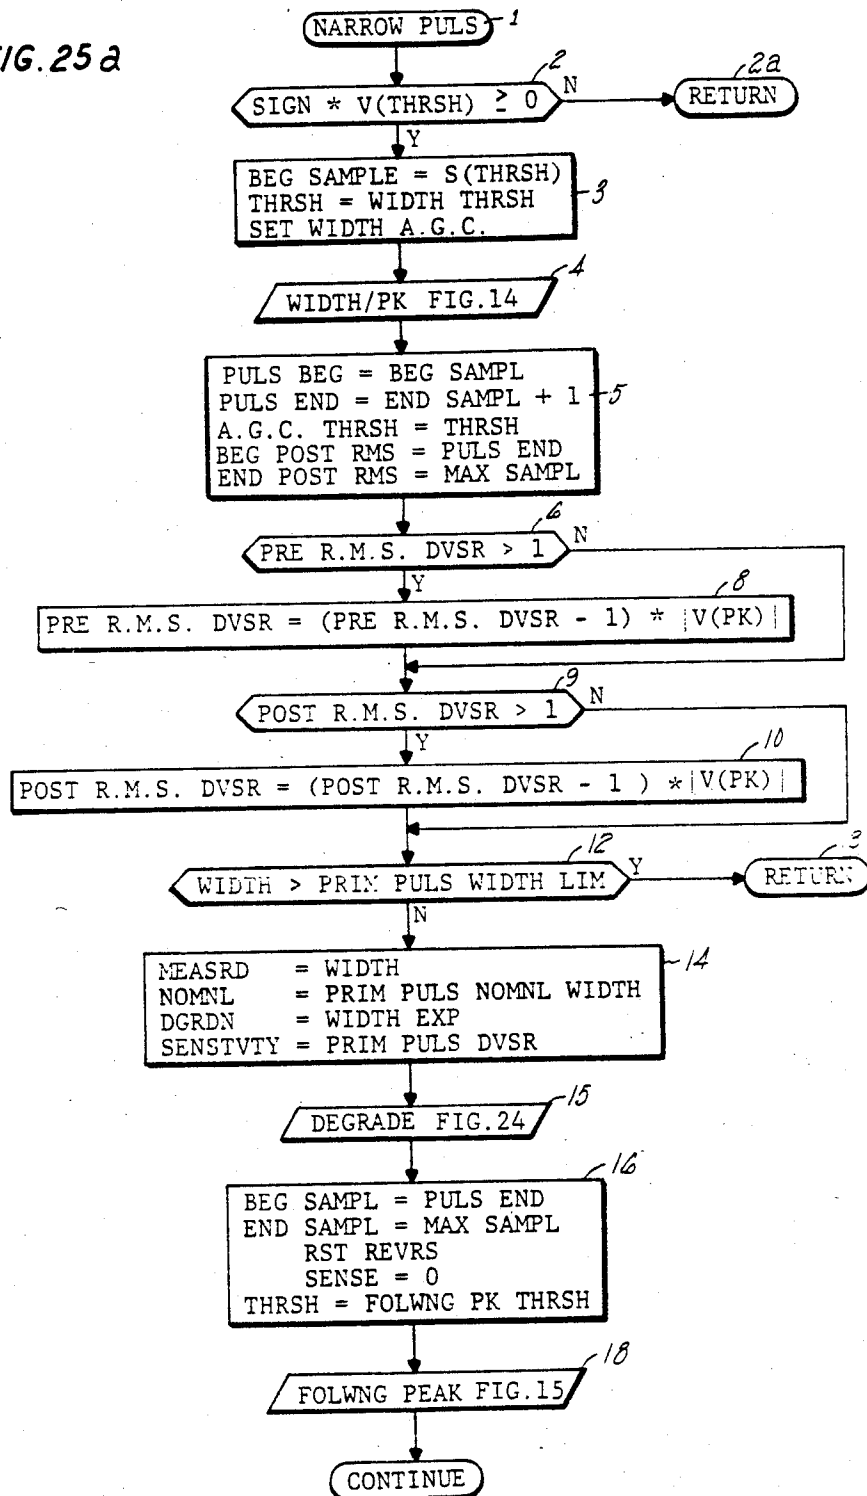 NARROW PULS 1
FIG. 25a
2
SIGN * V(THRSH) ≥ 0 N
2a
RETURN
Y
BEG SAMPLE = S(THRSH)
THRSH = WIDTH THRSH
SET WIDTH A.G.C.
3
4
WIDTH/PK FIG.14
PULS BEG = BEG SAMPL
PULS END = END SAMPL + 1
A.G.C. THRSH = THRSH
BEG POST RMS = PULS END
END POST RMS = MAX SAMPL
5
6
PRE R.M.S. DVSR > 1 N
Y
8
PRE R.M.S. DVSR = (PRE R.M.S. DVSR - 1) * |V(PK)|
9
POST R.M.S. DVSR > 1 N
Y
10
POST R.M.S. DVSR = (POST R.M.S. DVSR - 1 ) *|V(PK)|
12
WIDTH > PRIM PULS WIDTH LIM Y
13
RETURN
N
MEASRD = WIDTH
NOMNL = PRIM PULS NOMNL WIDTH
DGRDN = WIDTH EXP
SENSTVTY = PRIM PULS DVSR
14
15
DEGRADE FIG.24
16
BEG SAMPL = PULS END
END SAMPL = MAX SAMPL
RST REVRS
SENSE = 0
THRSH = FOLWNG PK THRSH
18
FOLWNG PEAK FIG.15
CONTINUE